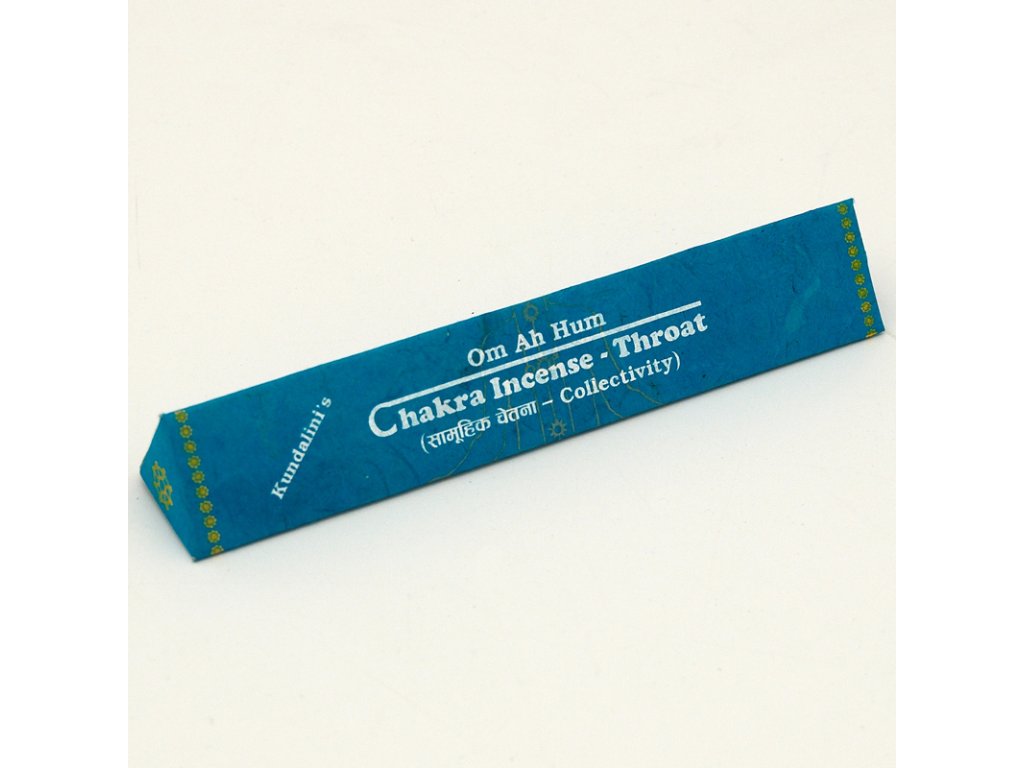 Kundalini's
Om Ah Hum
Chakra Incense - Throat
(सामूहिक चेतना – Collectivity)